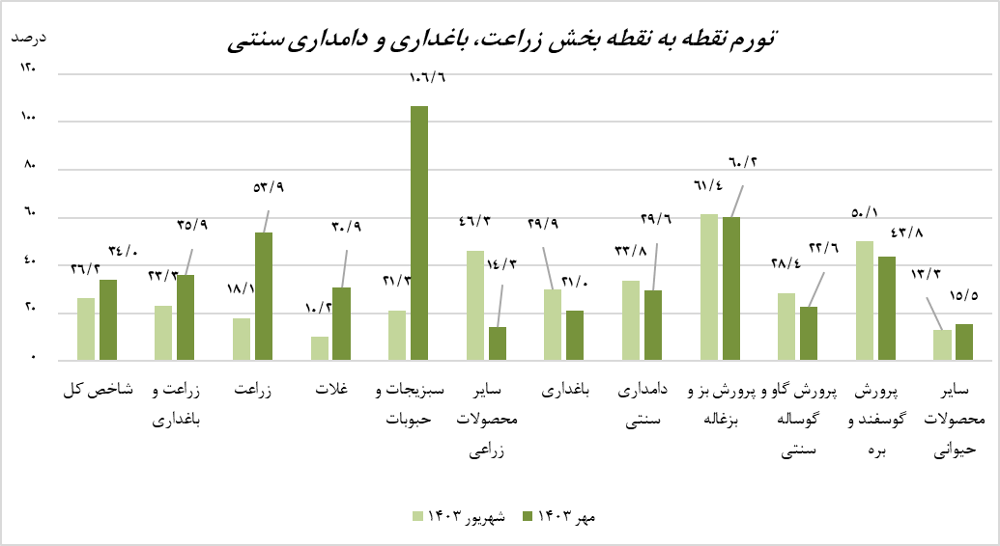 تورم نقطه به نقطه بخش زراعت، باغداری و دامداری سنتی
درصد
۱۲۰
۱۰۰
۸۰
۶۰
۴۰
۲۰
۰
۲۶/۲
۳۴/۰
۲۳/۳
۳۵/۹
۱۸/۱
۵۳/۹
۱۰/۲
۳۰/۹
۲۱/۳
۱۰۶/۶
۴۶/۳
۱۴/۳
۲۹/۹
۲۱/۰
۳۳/۸
۲۹/۶
۶۱/۴
۶۰/۲
۲۸/۴
۲۲/۶
۵۰/۱
۴۳/۸
۱۳/۳
۱۵/۵
شاخص کل
زراعت و
باغداری
زراعت
غلات
سبزیجات و
حبوبات
سایر
محصولات
زراعی
باغداری
دامداری
سنتی
پرورش بز و
بزغاله
پرورش گاو و
گوساله
سنتی
پرورش
گوسفند و
بره
سایر
محصولات
حیوانی
شهریور ۱۴۰۳
مهر ۱۴۰۳